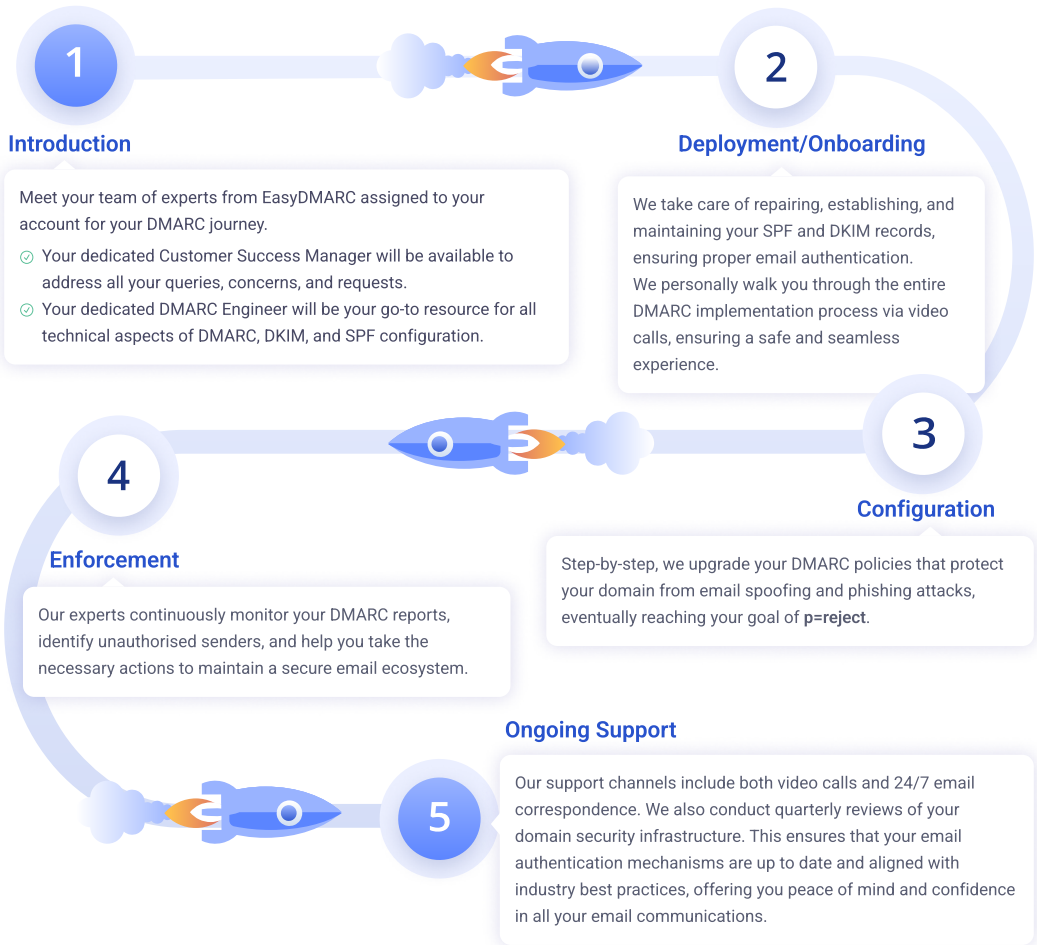 1
Introduction
Meet your team of experts from EasyDMARC assigned to your
account for your DMARC journey.
Your dedicated Customer Success Manager will be available to
address all your queries, concerns, and requests.
Your dedicated DMARC Engineer will be your go-to resource for all
technical aspects of DMARC, DKIM, and SPF configuration.
2
Deployment/Onboarding
We take care of repairing, establishing, and
maintaining your SPF and DKIM records,
ensuring proper email authentication.
We personally walk you through the entire
DMARC implementation process via video
calls, ensuring a safe and seamless
experience.
3
Configuration
Step-by-step, we upgrade your DMARC policies that protect
your domain from email spoofing and phishing attacks,
eventually reaching your goal of p=reject.
4
Enforcement
Our experts continuously monitor your DMARC reports,
identify unauthorised senders, and help you take the
necessary actions to maintain a secure email ecosystem.
5
Ongoing Support
Our support channels include both video calls and 24/7 email
correspondence. We also conduct quarterly reviews of your
domain security infrastructure. This ensures that your email
authentication mechanisms are up to date and aligned with
industry best practices, offering you peace of mind and confidence
in all your email communications.